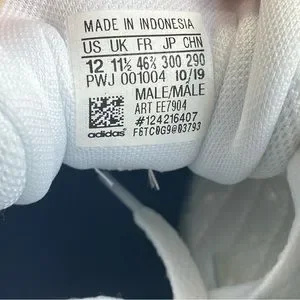 MADE IN INDONESIA
US UK FR JP CHN
12 11½ 46⅔ 300 290
PWJ 001004 10/19
MALE/MALE
ART EE7904
#124216407
adidas® F6TC0G9@03793